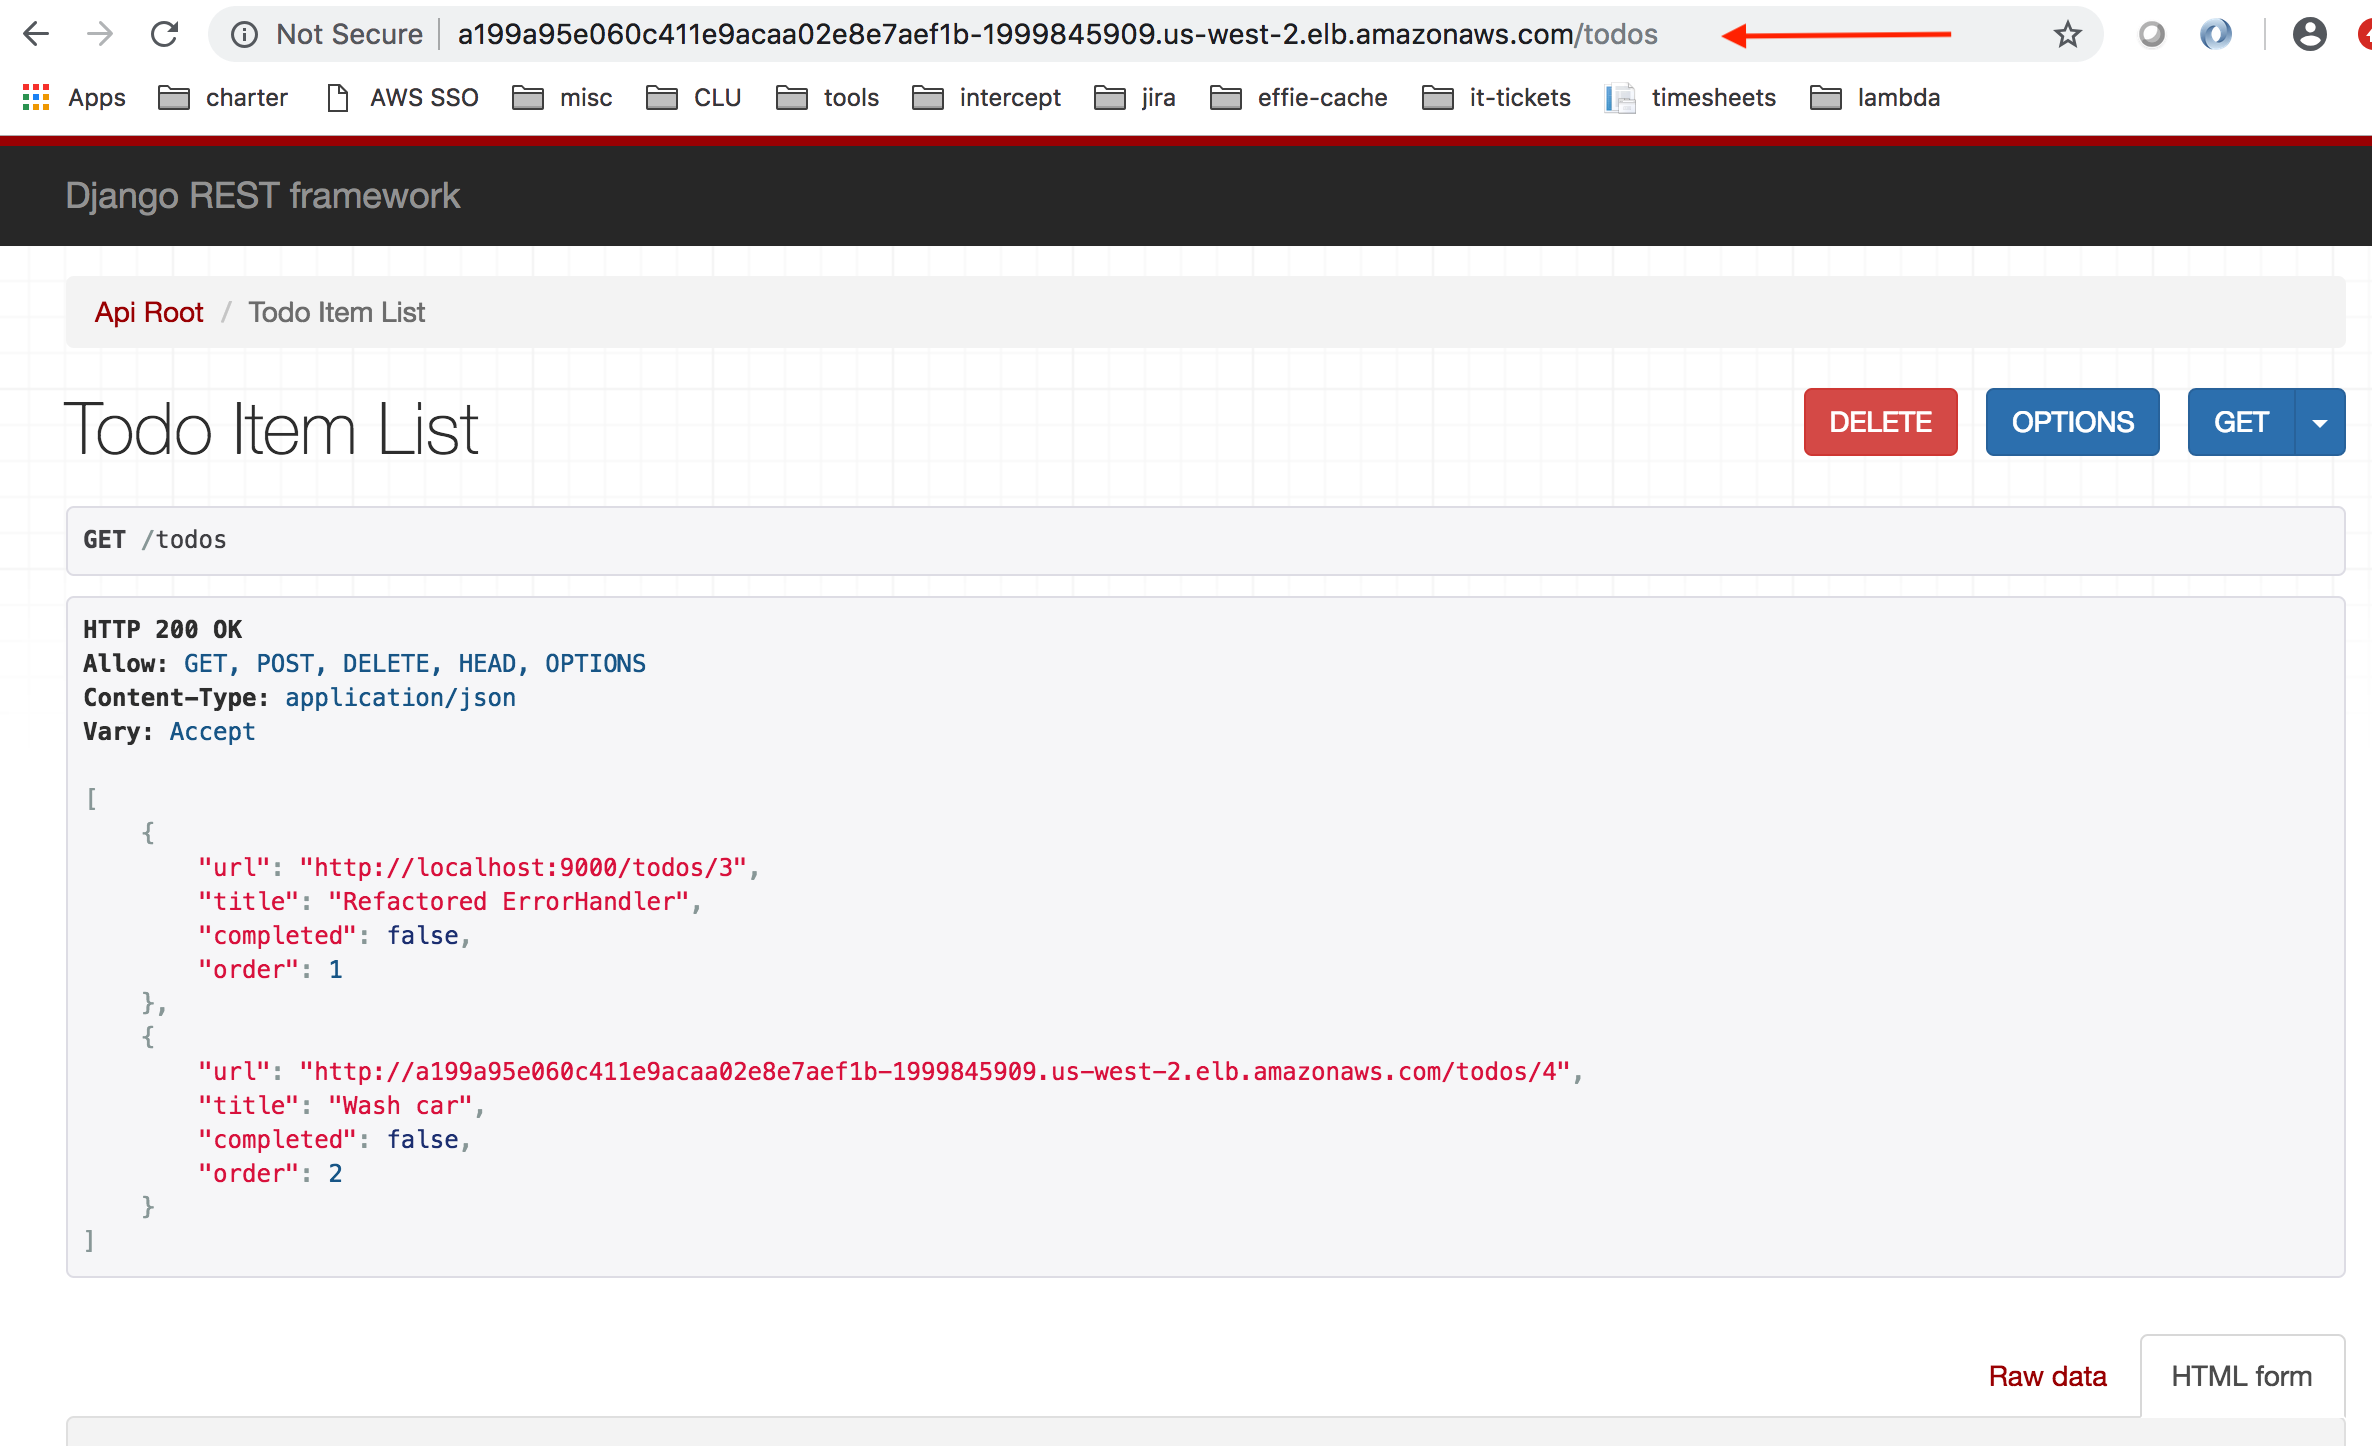 Not Secure a199a95e060c411e9acaa02e8e7aef1b-1999845909.us-west-2.elb.amazonaws.com/todos
Apps charter AWS SSO misc CLU tools intercept jira effie-cache it-tickets timesheets lambda
Django REST framework
Api Root / Todo Item List
Todo Item List DELETE OPTIONS GET
GET /todos
HTTP 200 OK
Allow: GET, POST, DELETE, HEAD, OPTIONS
Content-Type: application/json
Vary: Accept
[
{
"url": "http://localhost:9000/todos/3",
"title": "Refactored ErrorHandler",
"completed": false,
"order": 1
},
{
"url": "http://a199a95e060c411e9acaa02e8e7aef1b-1999845909.us-west-2.elb.amazonaws.com/todos/4",
"title": "Wash car",
"completed": false,
"order": 2
}
]
Raw data HTML form